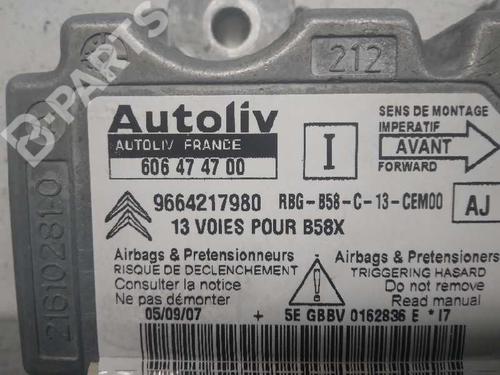 212
B-PARTS
Autoliv
AUTOLIV FRANCE
606 47 47 00
I
SENS DE MONTAGE
IMPERATIF
AVANT
FORWARD
9664217980 RBG-B58-C-13-CEM00
AJ
13 VOIES POUR B58X
Airbags & Pretensionneurs
RISQUE DE DECLENCHEMENT
Consulter la notice
Ne pas démonter
Airbags & Pretensioners
TRIGGERING HASARD
Do not remove
Read manual
05/09/07 + 5E GBBV 0162836 E * 17
21610281-0